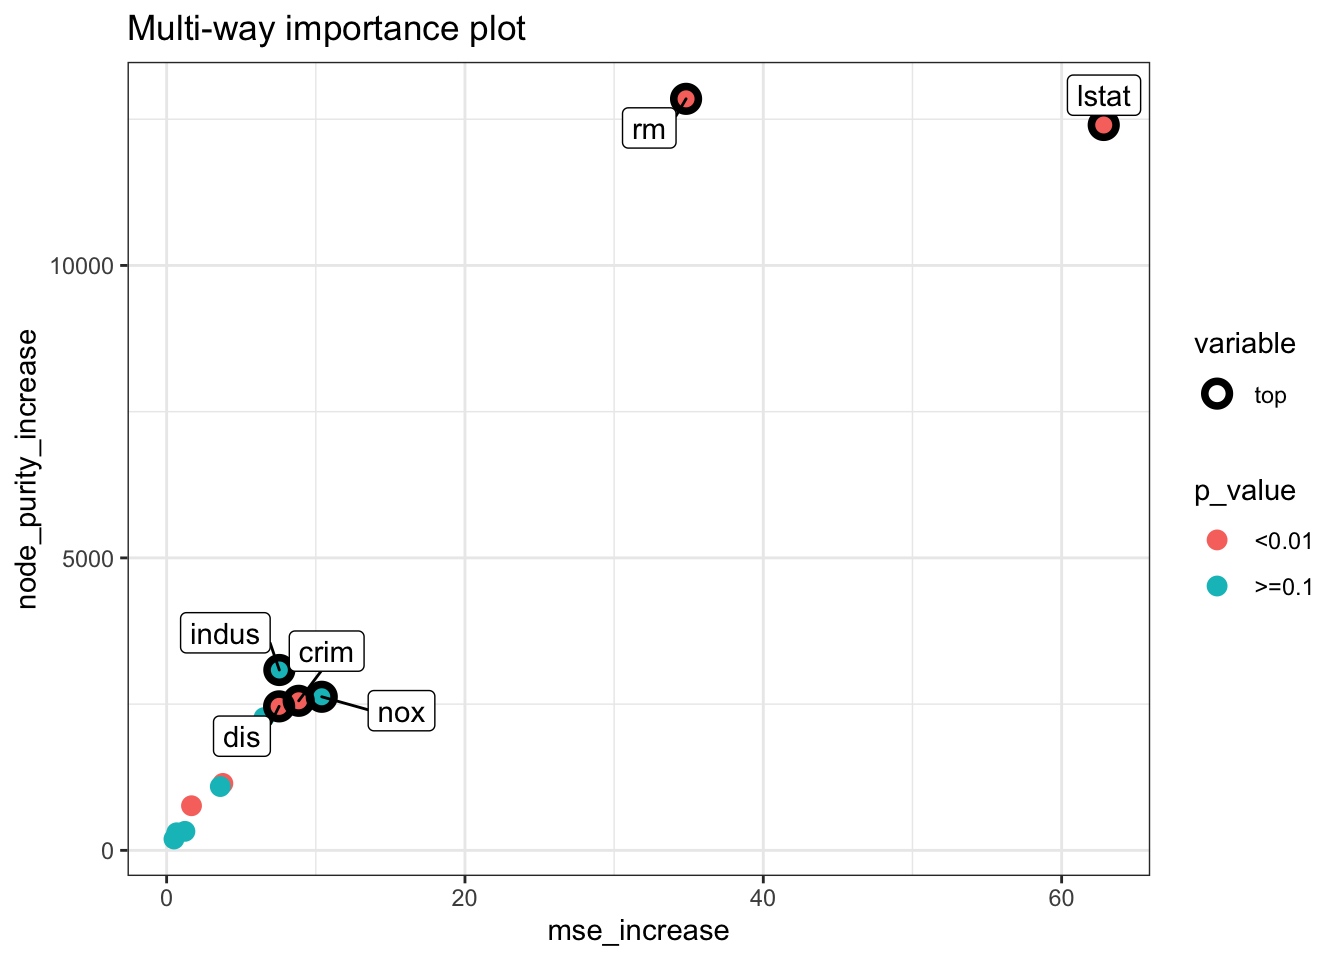 Multi-way importance plot
lstat
rm
indus
crim
nox
dis
node_purity_increase
10000
5000
0
0
20
40
60
mse_increase
variable
top
p_value
<0.01
>=0.1